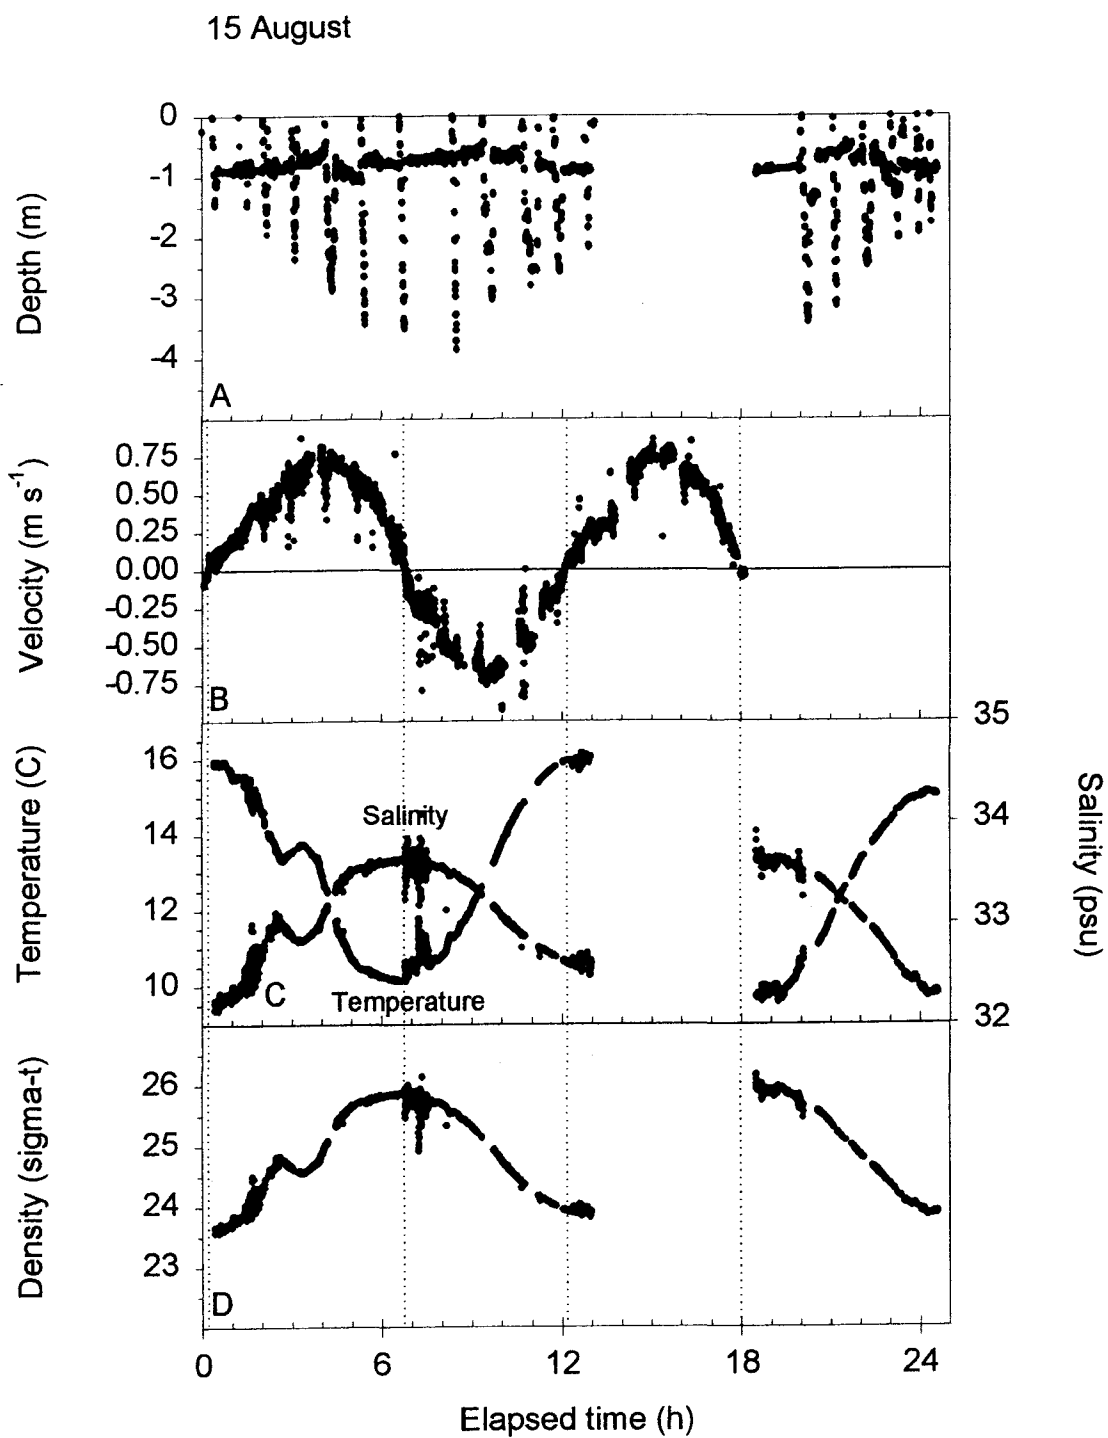 15 August
Depth (m)
0
-1
-2
-3
-4
A
Velocity (m s-1)
0.75
0.50
0.25
0.00
-0.25
-0.50
-0.75
B
Temperature (C)
16
14
12
10
Salinity
Temperature
C
35
34
33
32
Salinity (psu)
Density (sigma-t)
26
25
24
23
D
0 6 12 18 24
Elapsed time (h)